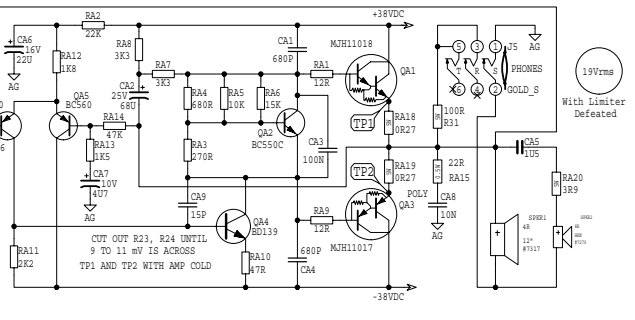 +38VDC
RA2
22K
CA6
16V
22U
AG
RA12
1K8
RA8
3K3
RA7
3K3
CA1
680P
RA1
12R
MJH11018
QA1
J5
AG
5
3
1
T
R
S
6
4
2
PHONES
GOLD_S
19Vrms
With Limiter
Defeated
QA5
BC560
CA2
25V
68U
RA4
680R
RA5
10K
RA6
15K
QA2
BC550C
RA14
47K
RA13
1K5
CA7
10V
4U7
AG
RA3
270R
CA3
100N
TP1
RA18
0R27
100R
R31
TP2
RA19
0R27
22R
RA15
0.5W
CA5
1U5
RA20
3R9
5W
CA9
15P
QA4
BD139
RA9
12R
QA3
MJH11017
POLY
CA8
10N
AG
SPKR1
4R
12"
#7317
RA11
2K2
CUT OUT R23, R24 UNTIL
9 TO 11 mV IS ACROSS
TP1 AND TP2 WITH AMP COLD
RA10
47R
680P
CA4
-38VDC